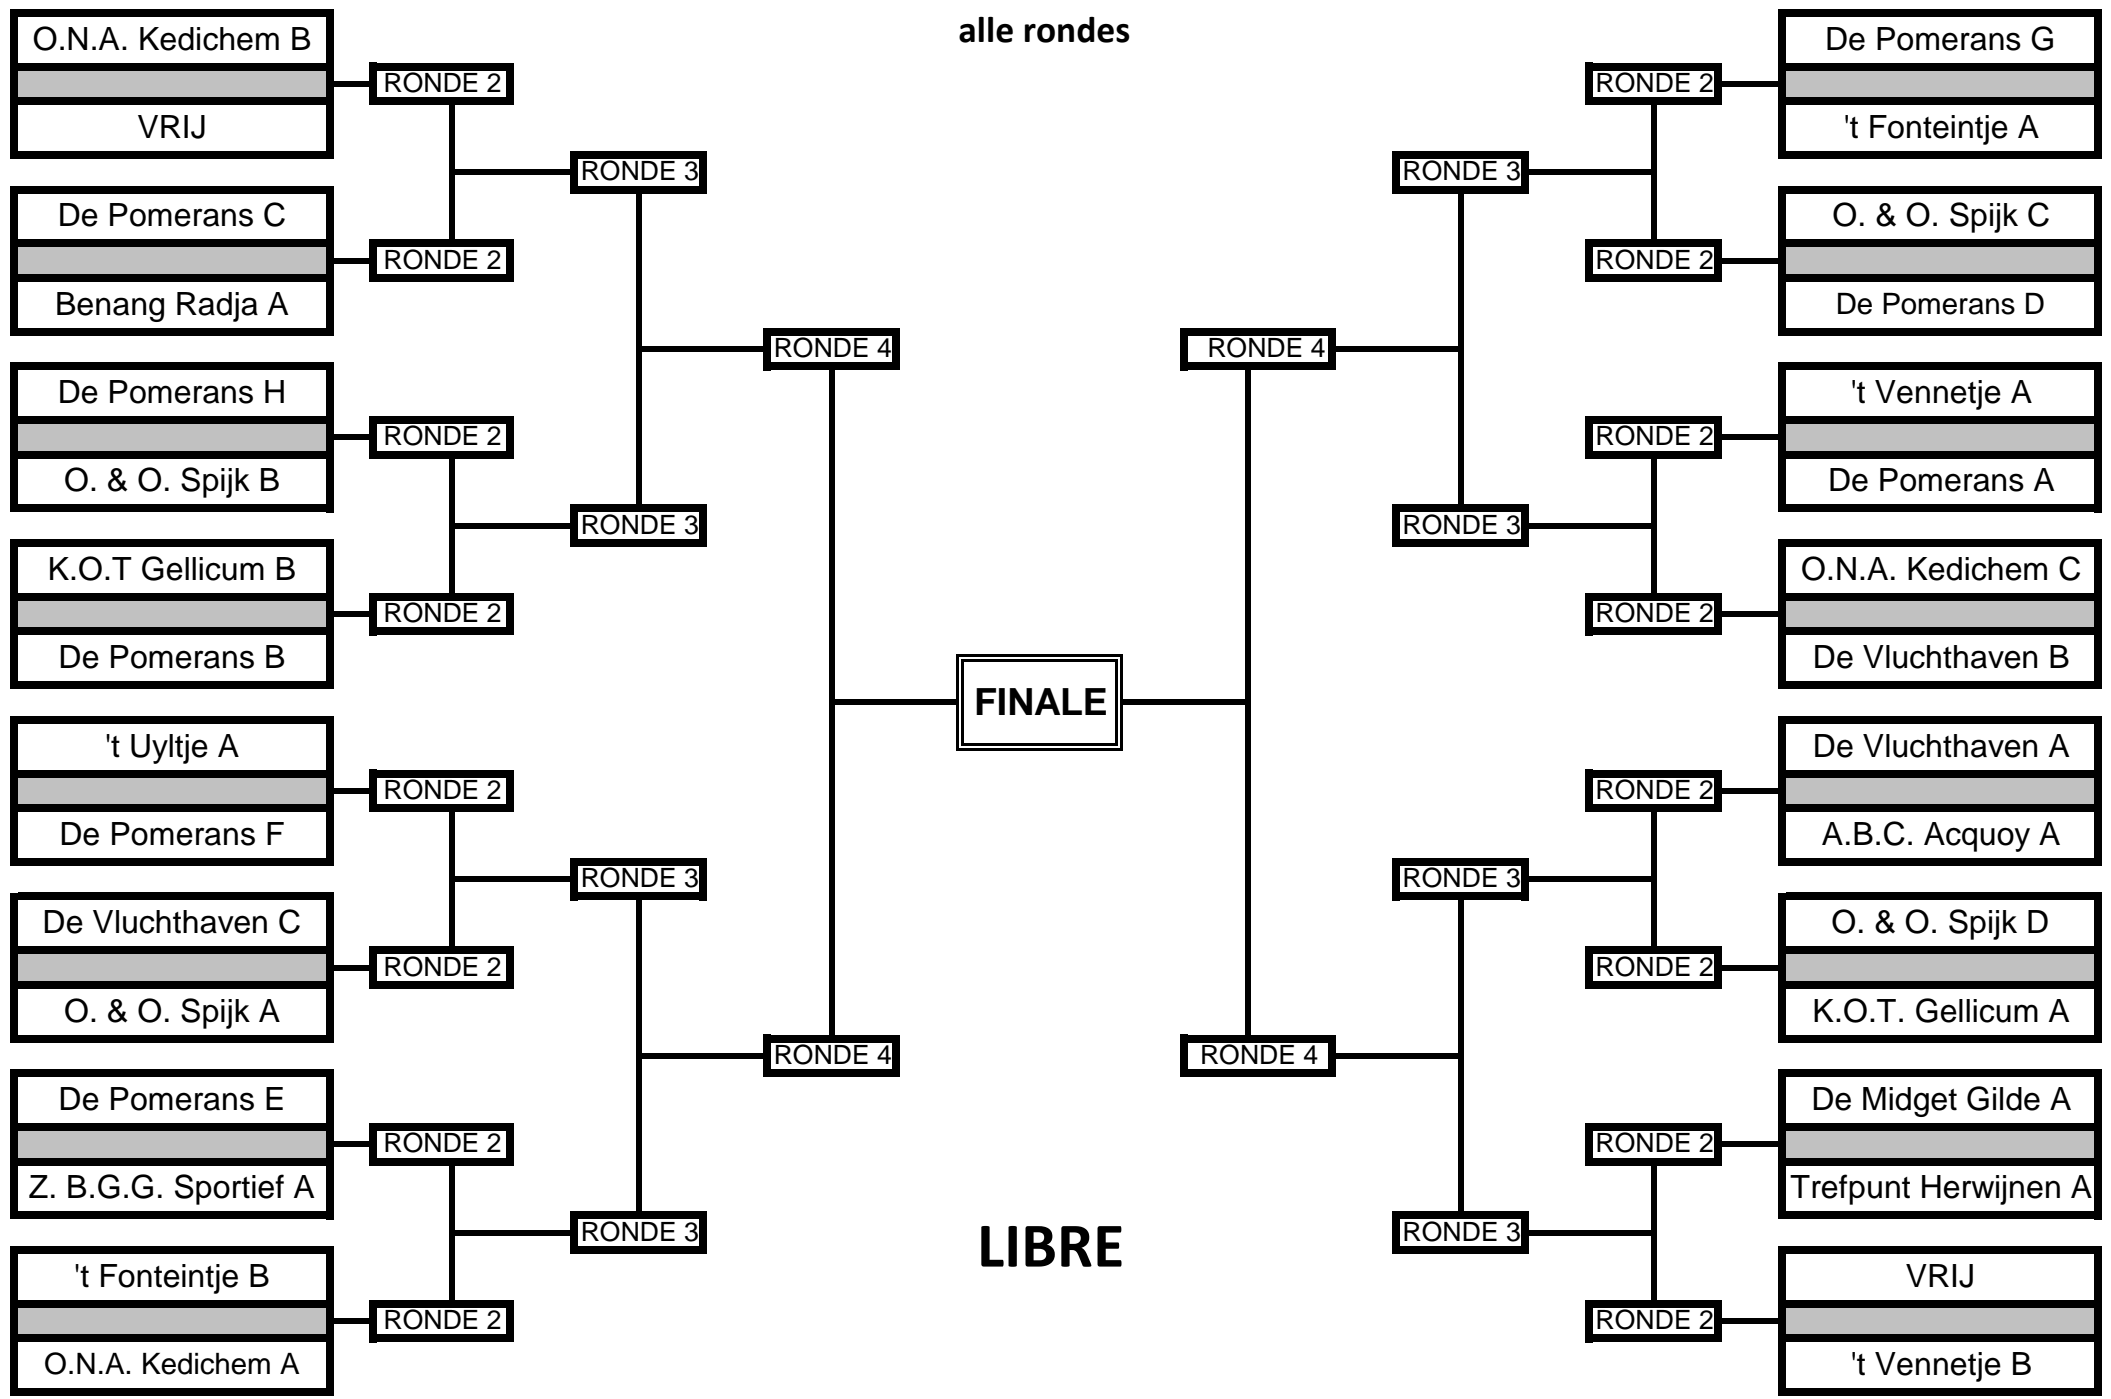 alle rondes
O.N.A. Kedichem B
RONDE 2
VRIJ
RONDE 3
De Pomerans C
RONDE 2
Benang Radja A
RONDE 4
De Pomerans H
RONDE 2
O. & O. Spijk B
RONDE 3
K.O.T Gellicum B
RONDE 2
De Pomerans B
't Uyltje A
RONDE 2
De Pomerans F
RONDE 3
De Vluchthaven C
RONDE 2
O. & O. Spijk A
RONDE 4
De Pomerans E
RONDE 2
Z. B.G.G. Sportief A
RONDE 3
't Fonteintje B
RONDE 2
O.N.A. Kedichem A
FINALE
LIBRE
De Pomerans G
RONDE 2
't Fonteintje A
RONDE 3
O. & O. Spijk C
RONDE 2
De Pomerans D
RONDE 4
't Vennetje A
RONDE 2
De Pomerans A
RONDE 3
O.N.A. Kedichem C
RONDE 2
De Vluchthaven B
De Vluchthaven A
RONDE 2
A.B.C. Acquoy A
RONDE 3
O. & O. Spijk D
RONDE 2
K.O.T. Gellicum A
RONDE 4
De Midget Gilde A
RONDE 2
Trefpunt Herwijnen A
RONDE 3
VRIJ
RONDE 2
't Vennetje B